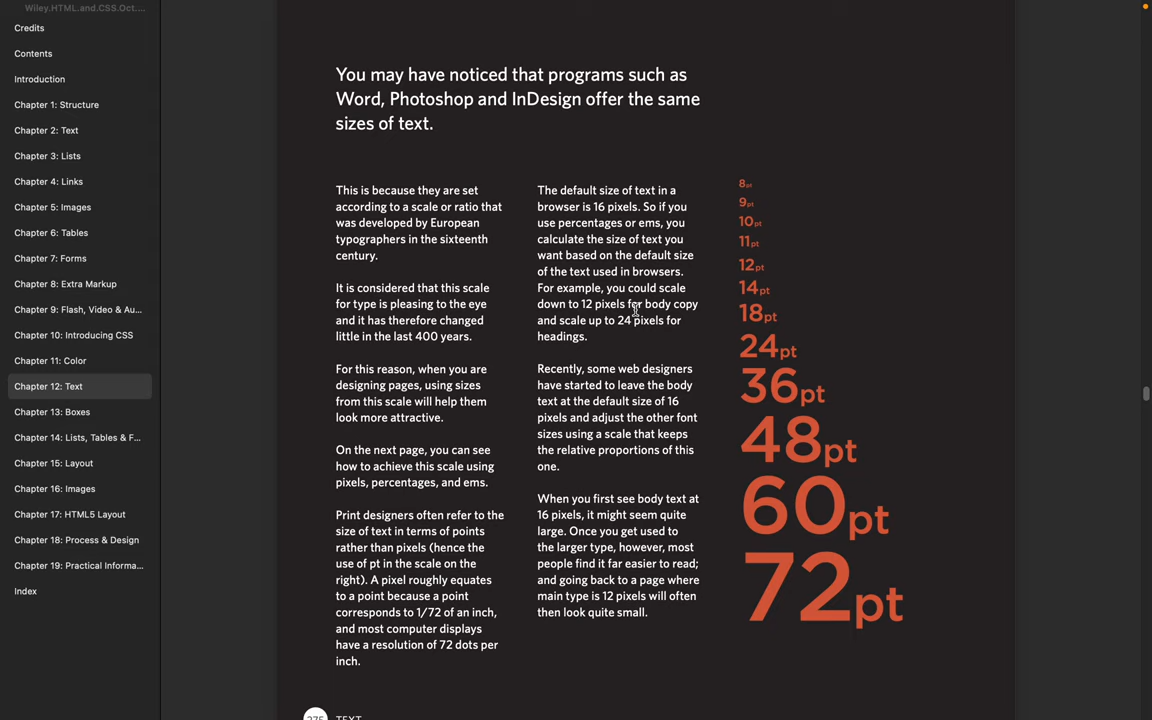 Wiley.HTML.and.CSS.Oct....
Credits
Contents
Introduction
Chapter 1: Structure
Chapter 2: Text
Chapter 3: Lists
Chapter 4: Links
Chapter 5: Images
Chapter 6: Tables
Chapter 7: Forms
Chapter 8: Extra Markup
Chapter 9: Flash, Video & Au...
Chapter 10: Introducing CSS
Chapter 11: Color
Chapter 12: Text
Chapter 13: Boxes
Chapter 14: Lists, Tables & F...
Chapter 15: Layout
Chapter 16: Images
Chapter 17: HTML5 Layout
Chapter 18: Process & Design
Chapter 19: Practical Informa...
Index
You may have noticed that programs such as
Word, Photoshop and InDesign offer the same
sizes of text.
This is because they are set
according to a scale or ratio that
was developed by European
typographers in the sixteenth
century.
It is considered that this scale
for type is pleasing to the eye
and it has therefore changed
little in the last 400 years.
For this reason, when you are
designing pages, using sizes
from this scale will help them
look more attractive.
On the next page, you can see
how to achieve this scale using
pixels, percentages, and ems.
Print designers often refer to the
size of text in terms of points
rather than pixels (hence the
use of pt in the scale on the
right). A pixel roughly equates
to a point because a point
corresponds to 1/72 of an inch,
and most computer displays
have a resolution of 72 dots per
inch.
The default size of text in a
browser is 16 pixels. So if you
use percentages or ems, you
calculate the size of text you
want based on the default size
of the text used in browsers.
For example, you could scale
down to 12 pixels for body copy
and scale up to 24 pixels for
headings.
Recently, some web designers
have started to leave the body
text at the default size of 16
pixels and adjust the other font
sizes using a scale that keeps
the relative proportions of this
one.
When you first see body text at
16 pixels, it might seem quite
large. Once you get used to
the larger type, however, most
people find it far easier to read;
and going back to a page where
main type is 12 pixels will often
then look quite small.
8pt
9pt
10pt
11pt
12pt
14pt
18pt
24pt
36pt
48pt
60pt
72pt
275 TEXT